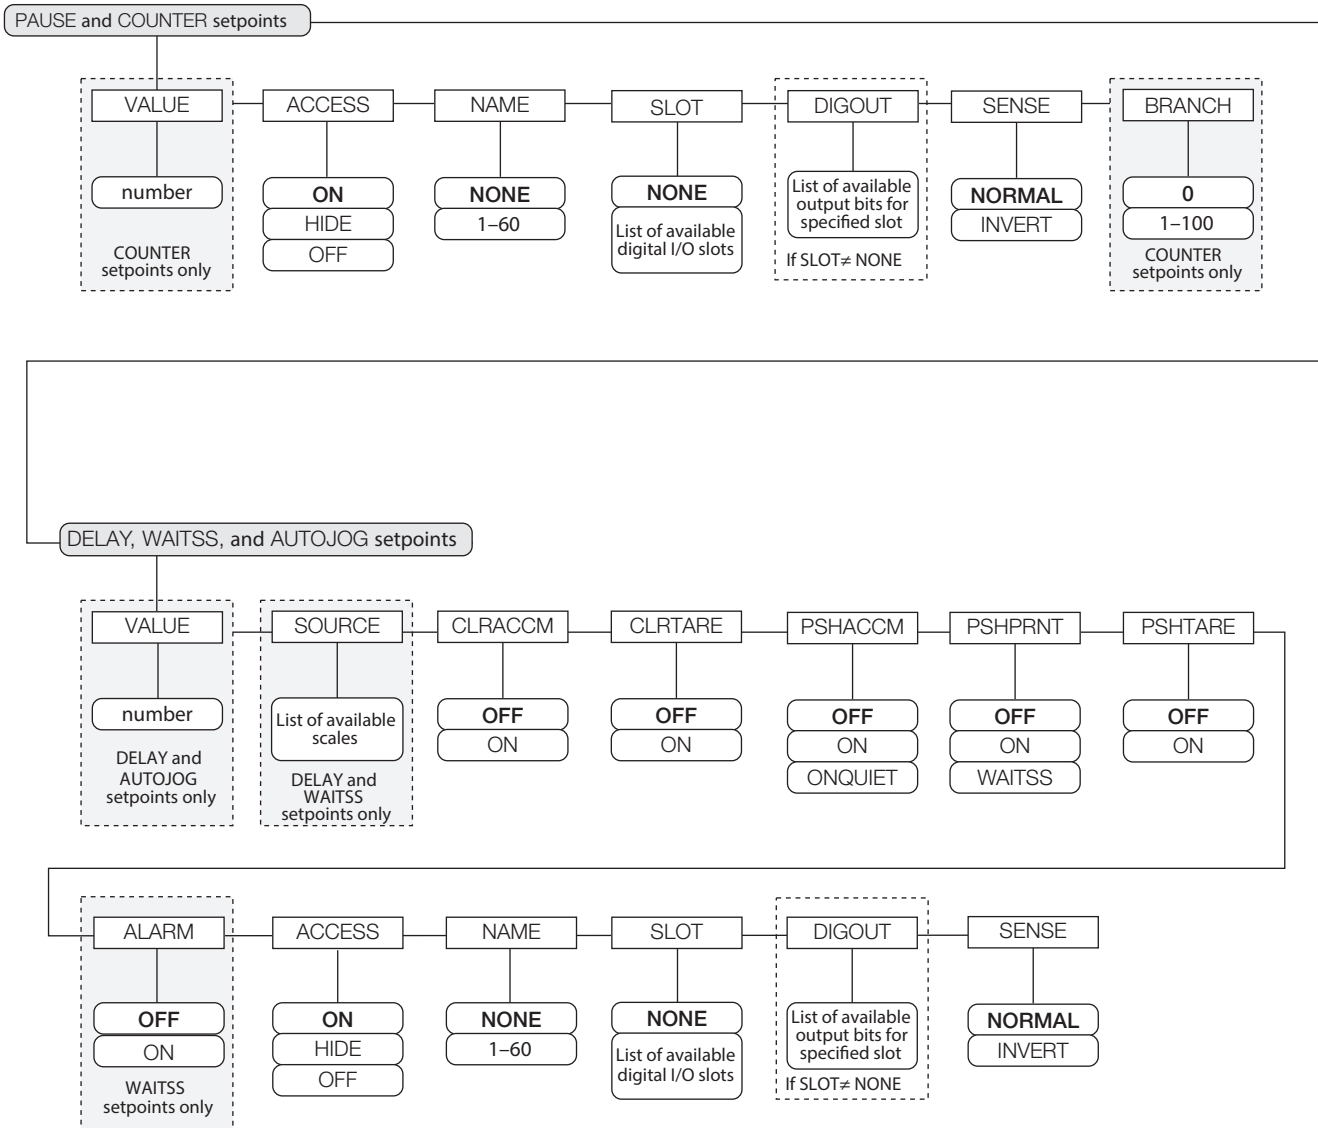 PAUSE and COUNTER setpoints
VALUE
ACCESS
NAME
SLOT
DIGOUT
SENSE
BRANCH
number
COUNTER
setpoints only
ON
HIDE
OFF
NONE
1–60
NONE
List of available
digital I/O slots
List of available
output bits for
specified slot
If SLOT≠ NONE
NORMAL
INVERT
0
1–100
COUNTER
setpoints only
DELAY, WAITSS, and AUTOJOG setpoints
VALUE
SOURCE
CLRACCM
CLRTARE
PSHACCM
PSHPRNT
PSHTARE
number
DELAY and
AUTOJOG
setpoints only
List of available
scales
DELAY and
WAITSS
setpoints only
OFF
ON
OFF
ON
OFF
ON
ONQUIET
OFF
ON
WAITSS
OFF
ON
ALARM
ACCESS
NAME
SLOT
DIGOUT
SENSE
OFF
ON
WAITSS
setpoints only
ON
HIDE
OFF
NONE
1–60
NONE
List of available
digital I/O slots
List of available
output bits for
specified slot
If SLOT≠ NONE
NORMAL
INVERT